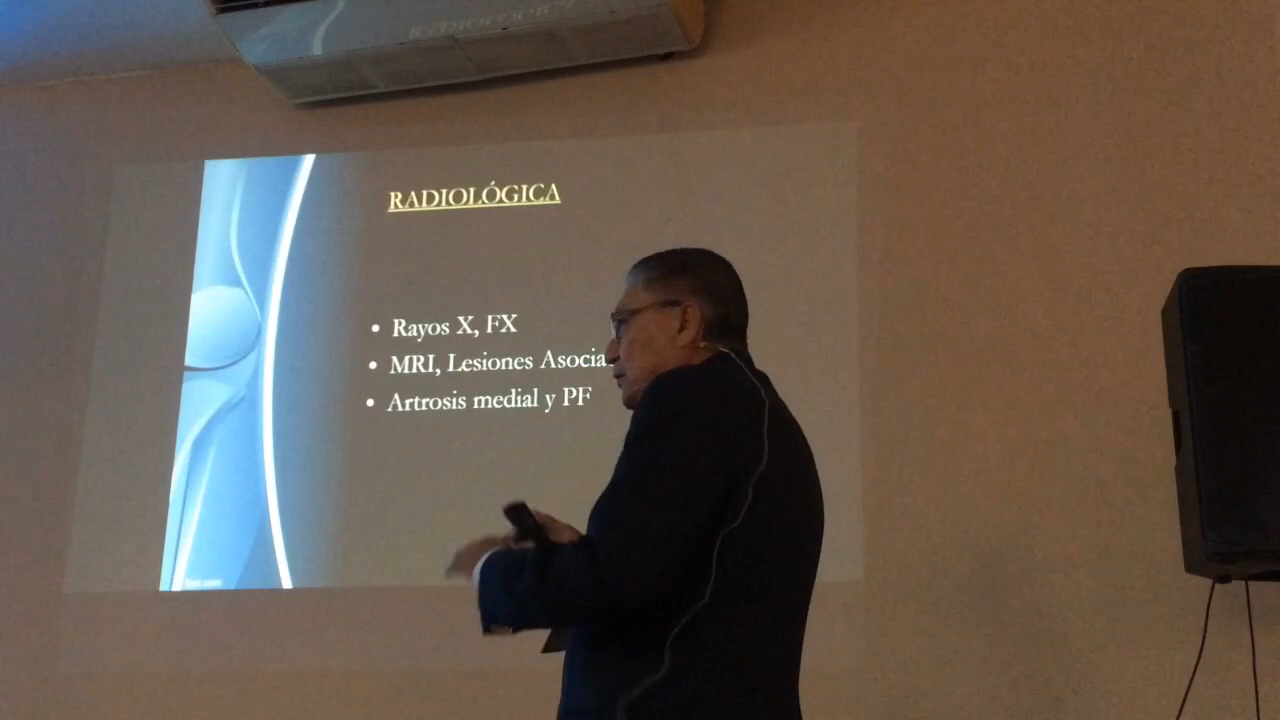 RADIOLÓGICA
• Rayos X, FX
• MRI, Lesiones Asocia
• Artrosis medial y PF